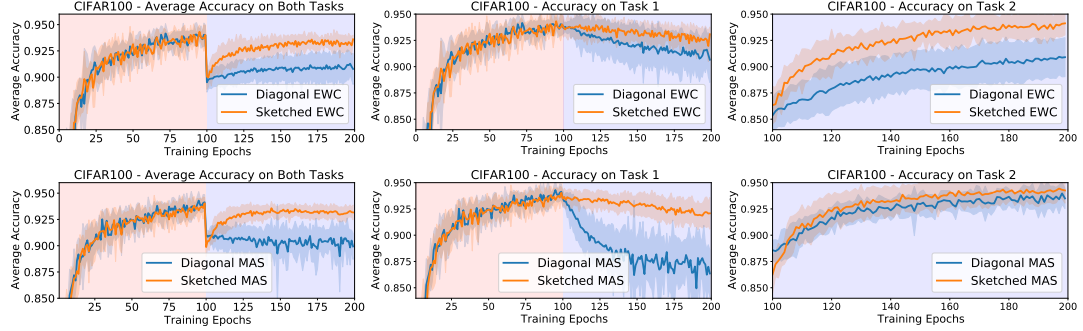 CIFAR100 - Average Accuracy on Both Tasks
Average Accuracy
0.950
0.925
0.900
0.875
0.850
Diagonal EWC
Sketched EWC
0 25 50 75 100 125 150 175 200
Training Epochs
CIFAR100 - Accuracy on Task 1
Average Accuracy
0.950
0.925
0.900
0.875
0.850
Diagonal EWC
Sketched EWC
0 25 50 75 100 125 150 175 200
Training Epochs
CIFAR100 - Accuracy on Task 2
Average Accuracy
0.950
0.925
0.900
0.875
0.850
Diagonal EWC
Sketched EWC
100 120 140 160 180 200
Training Epochs
CIFAR100 - Average Accuracy on Both Tasks
Average Accuracy
0.950
0.925
0.900
0.875
0.850
Diagonal MAS
Sketched MAS
0 25 50 75 100 125 150 175 200
Training Epochs
CIFAR100 - Accuracy on Task 1
Average Accuracy
0.950
0.925
0.900
0.875
0.850
Diagonal MAS
Sketched MAS
0 25 50 75 100 125 150 175 200
Training Epochs
CIFAR100 - Accuracy on Task 2
Average Accuracy
0.950
0.925
0.900
0.875
0.850
Diagonal MAS
Sketched MAS
100 120 140 160 180 200
Training Epochs